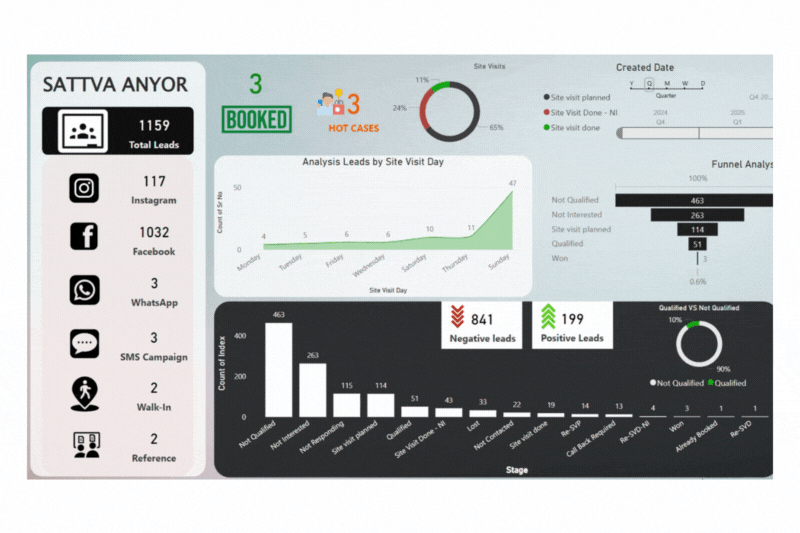 SATTVA ANYOR
1159
Total Leads
117
Instagram
1032
Facebook
3
WhatsApp
3
SMS Campaign
2
Walk-In
2
Reference
3
BOOKED
3
HOT CASES
Site Visits
11%
24%
65%
Site visit planned
Site Visit Done - NI
Site visit done
Created Date
Y Q M W D
Quarter
Q4 20...
2024 2025
Q4 Q1
Analysis Leads by Site Visit Day
Count of Sr No
50
0
4 5 6 6 10 11 47
Monday Tuesday Friday Wednesday Saturday Thursday Sunday
Site Visit Day
Funnel Analys
100%
Not Qualified 463
Not Interested 263
Site visit planned 114
Qualified 51
Won 3
0.6%
841
Negative leads
199
Positive Leads
Qualified VS Not Qualified
10%
90%
Not Qualified Qualified
Count of Index
400
200
0
463 263 115 114 51 43 33 22 19 14 13 4 3 1 1
Not Qualified Not Interested Not Responding Site visit planned Qualified Site Visit Done - NI Lost Not Contacted Site visit done Re-SVP Call Back Required Re-SVD-NI Won Already Booked Re-SVD
Stage